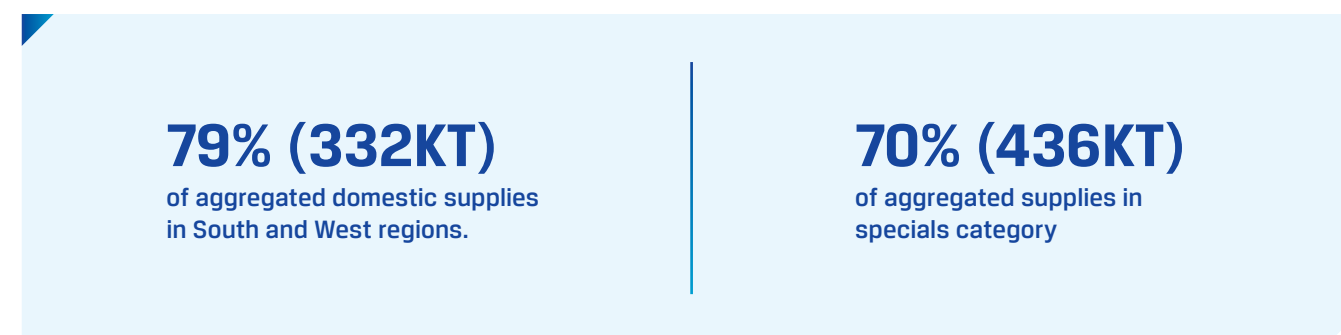 79% (332KT)
of aggregated domestic supplies
in South and West regions.
70% (436KT)
of aggregated supplies in
specials category